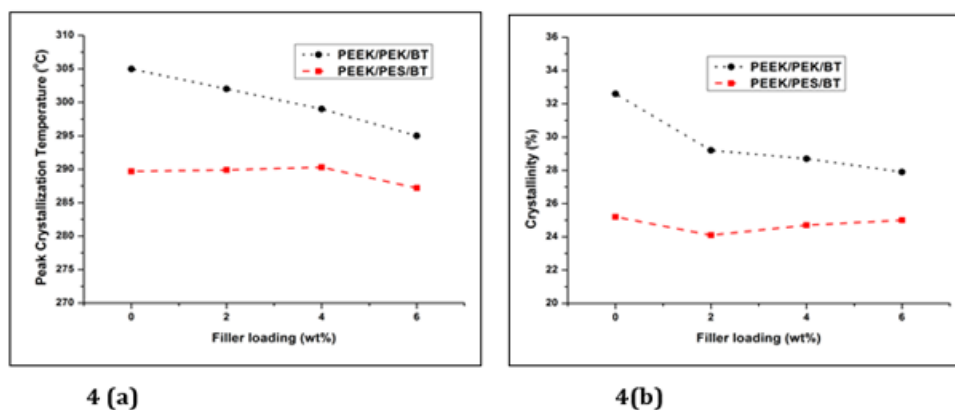 310
305
300
295
290
285
280
275
270
Peak Crystallization Temperature (°C)
PEEK/PEK/BT
PEEK/PES/BT
0 2 4 6
Filler loading (wt%)
4 (a)
36
34
32
30
28
26
24
22
20
Crystallinity (%)
PEEK/PEK/BT
PEEK/PES/BT
0 2 4 6
Filler loading (wt%)
4(b)